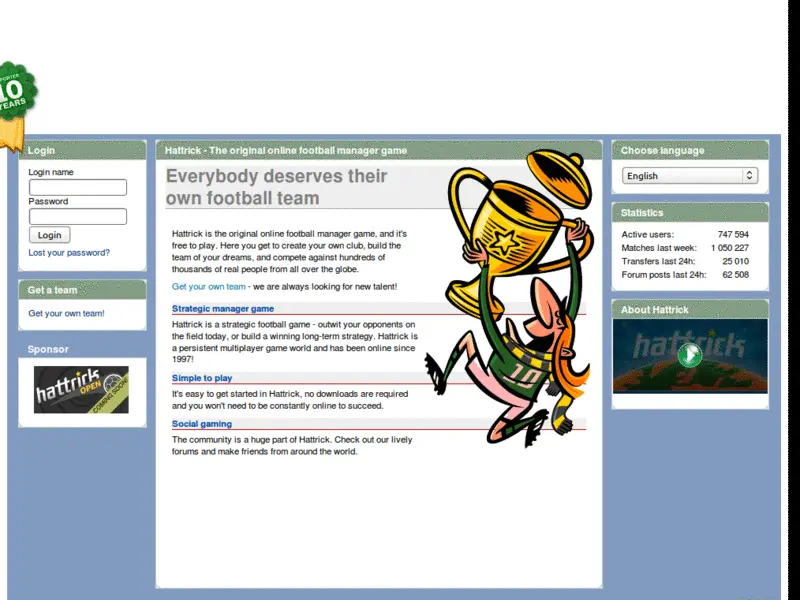 PORTER
10
YEARS
Login
Login name
Password
Login
Lost your password?
Get a team
Get your own team!
Sponsor
hattrick
OPEN
COMING SOON!
Hattrick - The original online football manager game
Everybody deserves their
own football team
Hattrick is the original online football manager game, and it's
free to play. Here you get to create your own club, build the
team of your dreams, and compete against hundreds of
thousands of real people from all over the globe.
Get your own team - we are always looking for new talent!
Strategic manager game
Hattrick is a strategic football game - outwit your opponents on
the field today, or build a winning long-term strategy. Hattrick is
a persistent multiplayer game world and has been online since
1997!
Simple to play
It's easy to get started in Hattrick, no downloads are required
and you won't need to be constantly online to succeed.
Social gaming
The community is a huge part of Hattrick. Check out our lively
forums and make friends from around the world.
10
Choose language
English
Statistics
Active users: 747 594
Matches last week: 1 050 227
Transfers last 24h: 25 010
Forum posts last 24h: 62 508
About Hattrick
hattrick